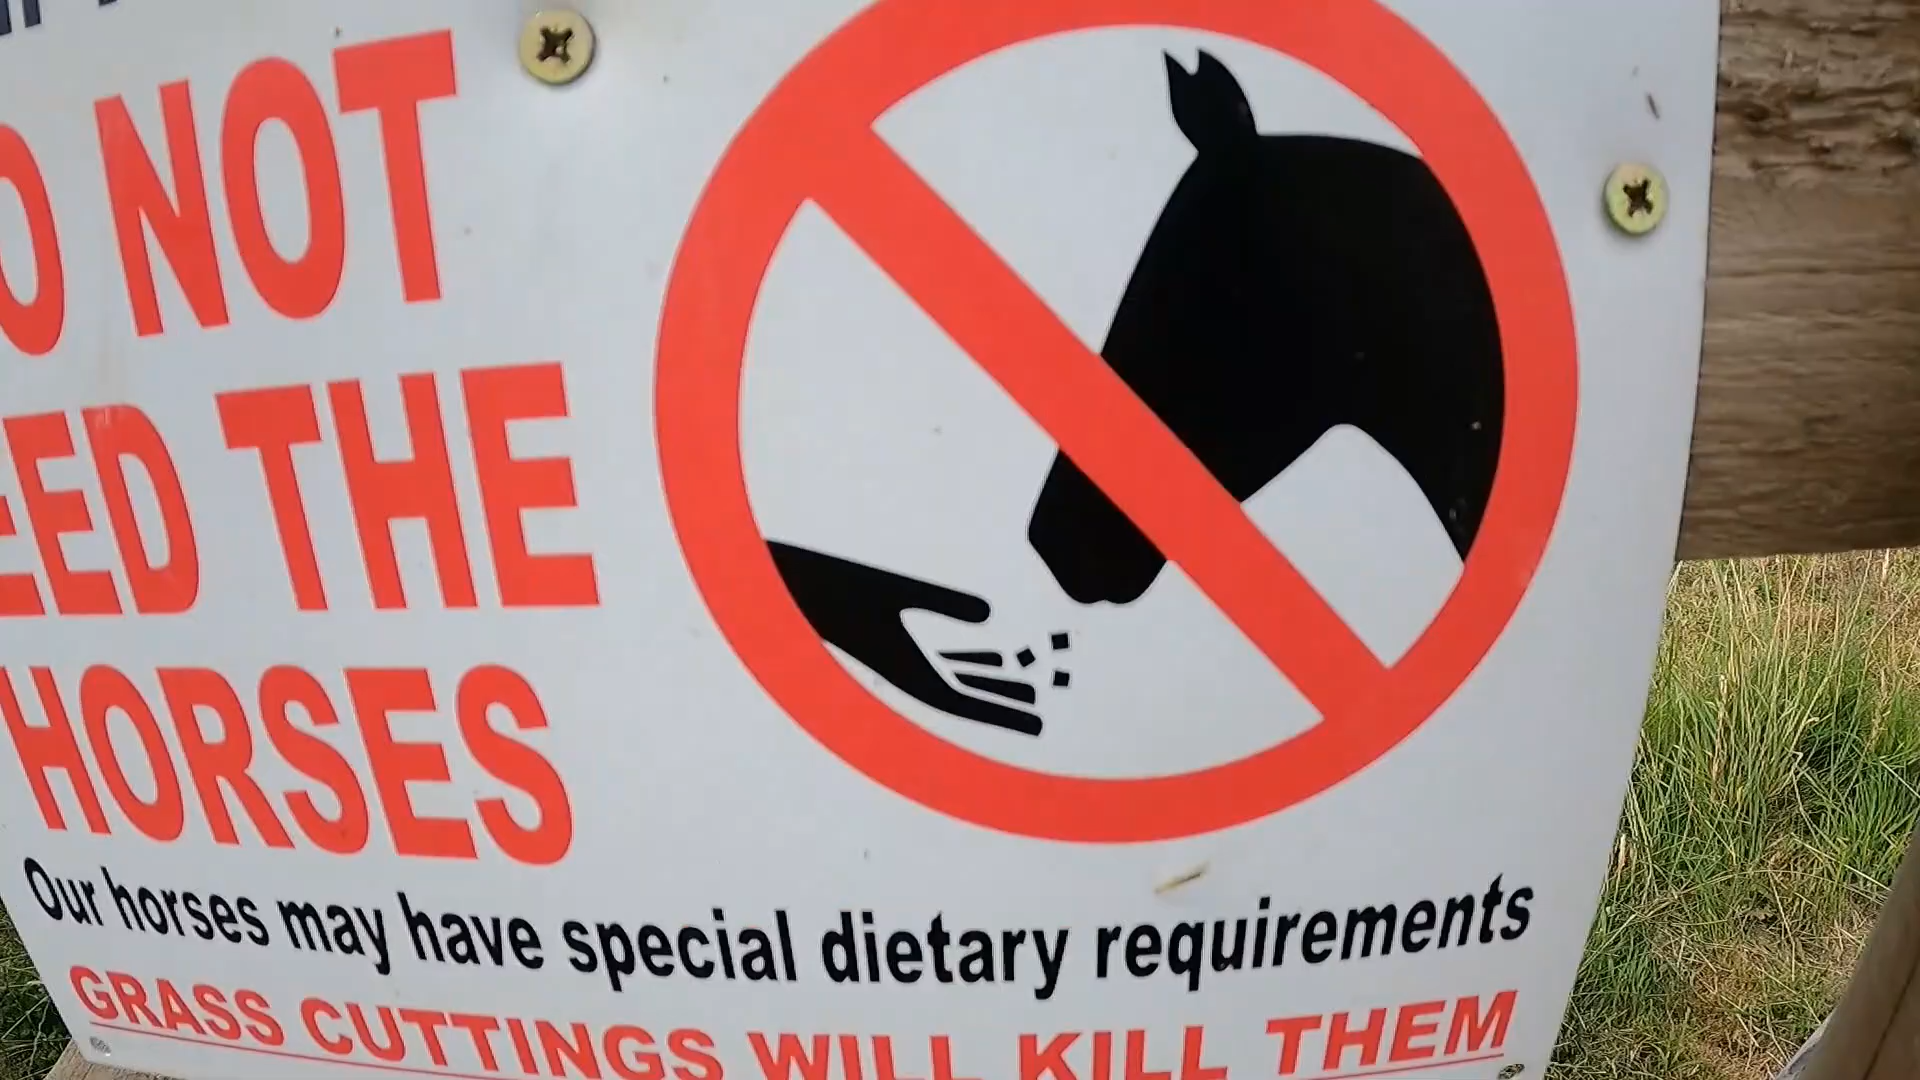 O NOT
EED THE
HORSES
Our horses may have special dietary requirements
GRASS CUTTINGS WILL KILL THEM